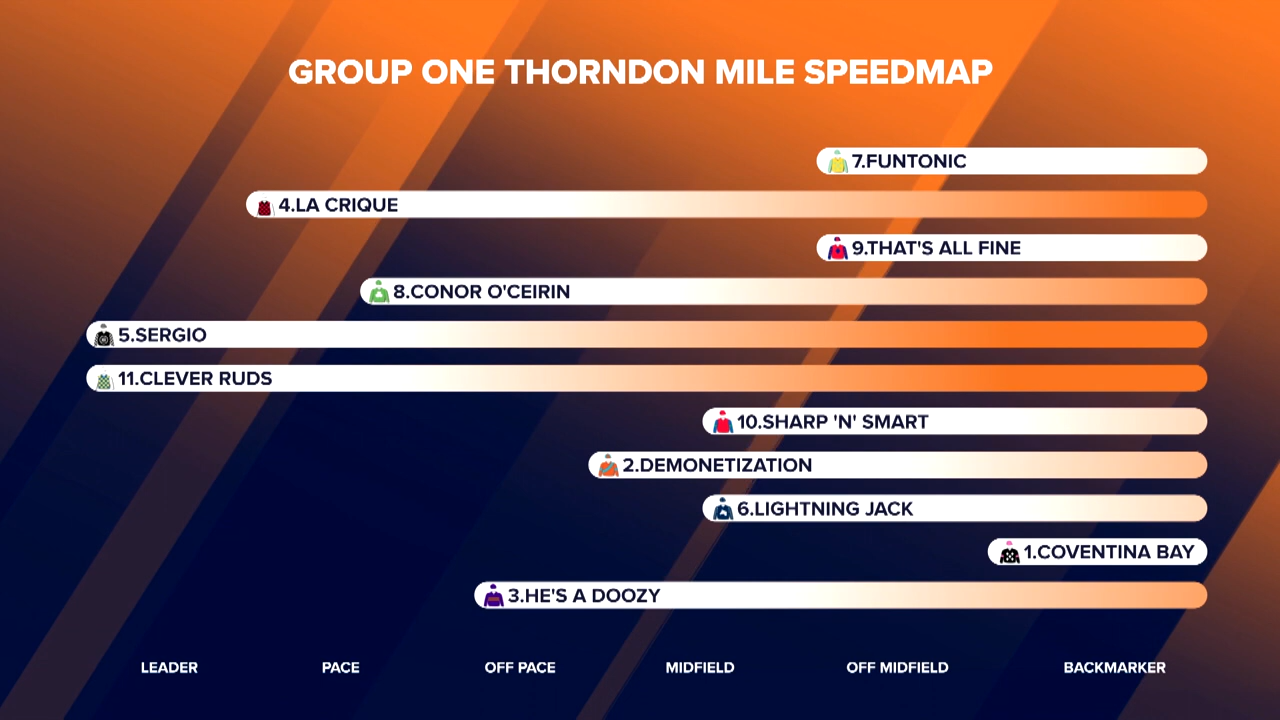 GROUP ONE THORNDON MILE SPEEDMAP
7.FUNTONIC
4.LA CRIQUE
9.THAT'S ALL FINE
8.CONOR O'CEIRIN
5.SERGIO
11.CLEVER RUDS
10.SHARP 'N' SMART
2.DEMONETIZATION
6.LIGHTNING JACK
1.COVENTINA BAY
3.HE'S A DOOZY
LEADER PACE OFF PACE MIDFIELD OFF MIDFIELD BACKMARKER